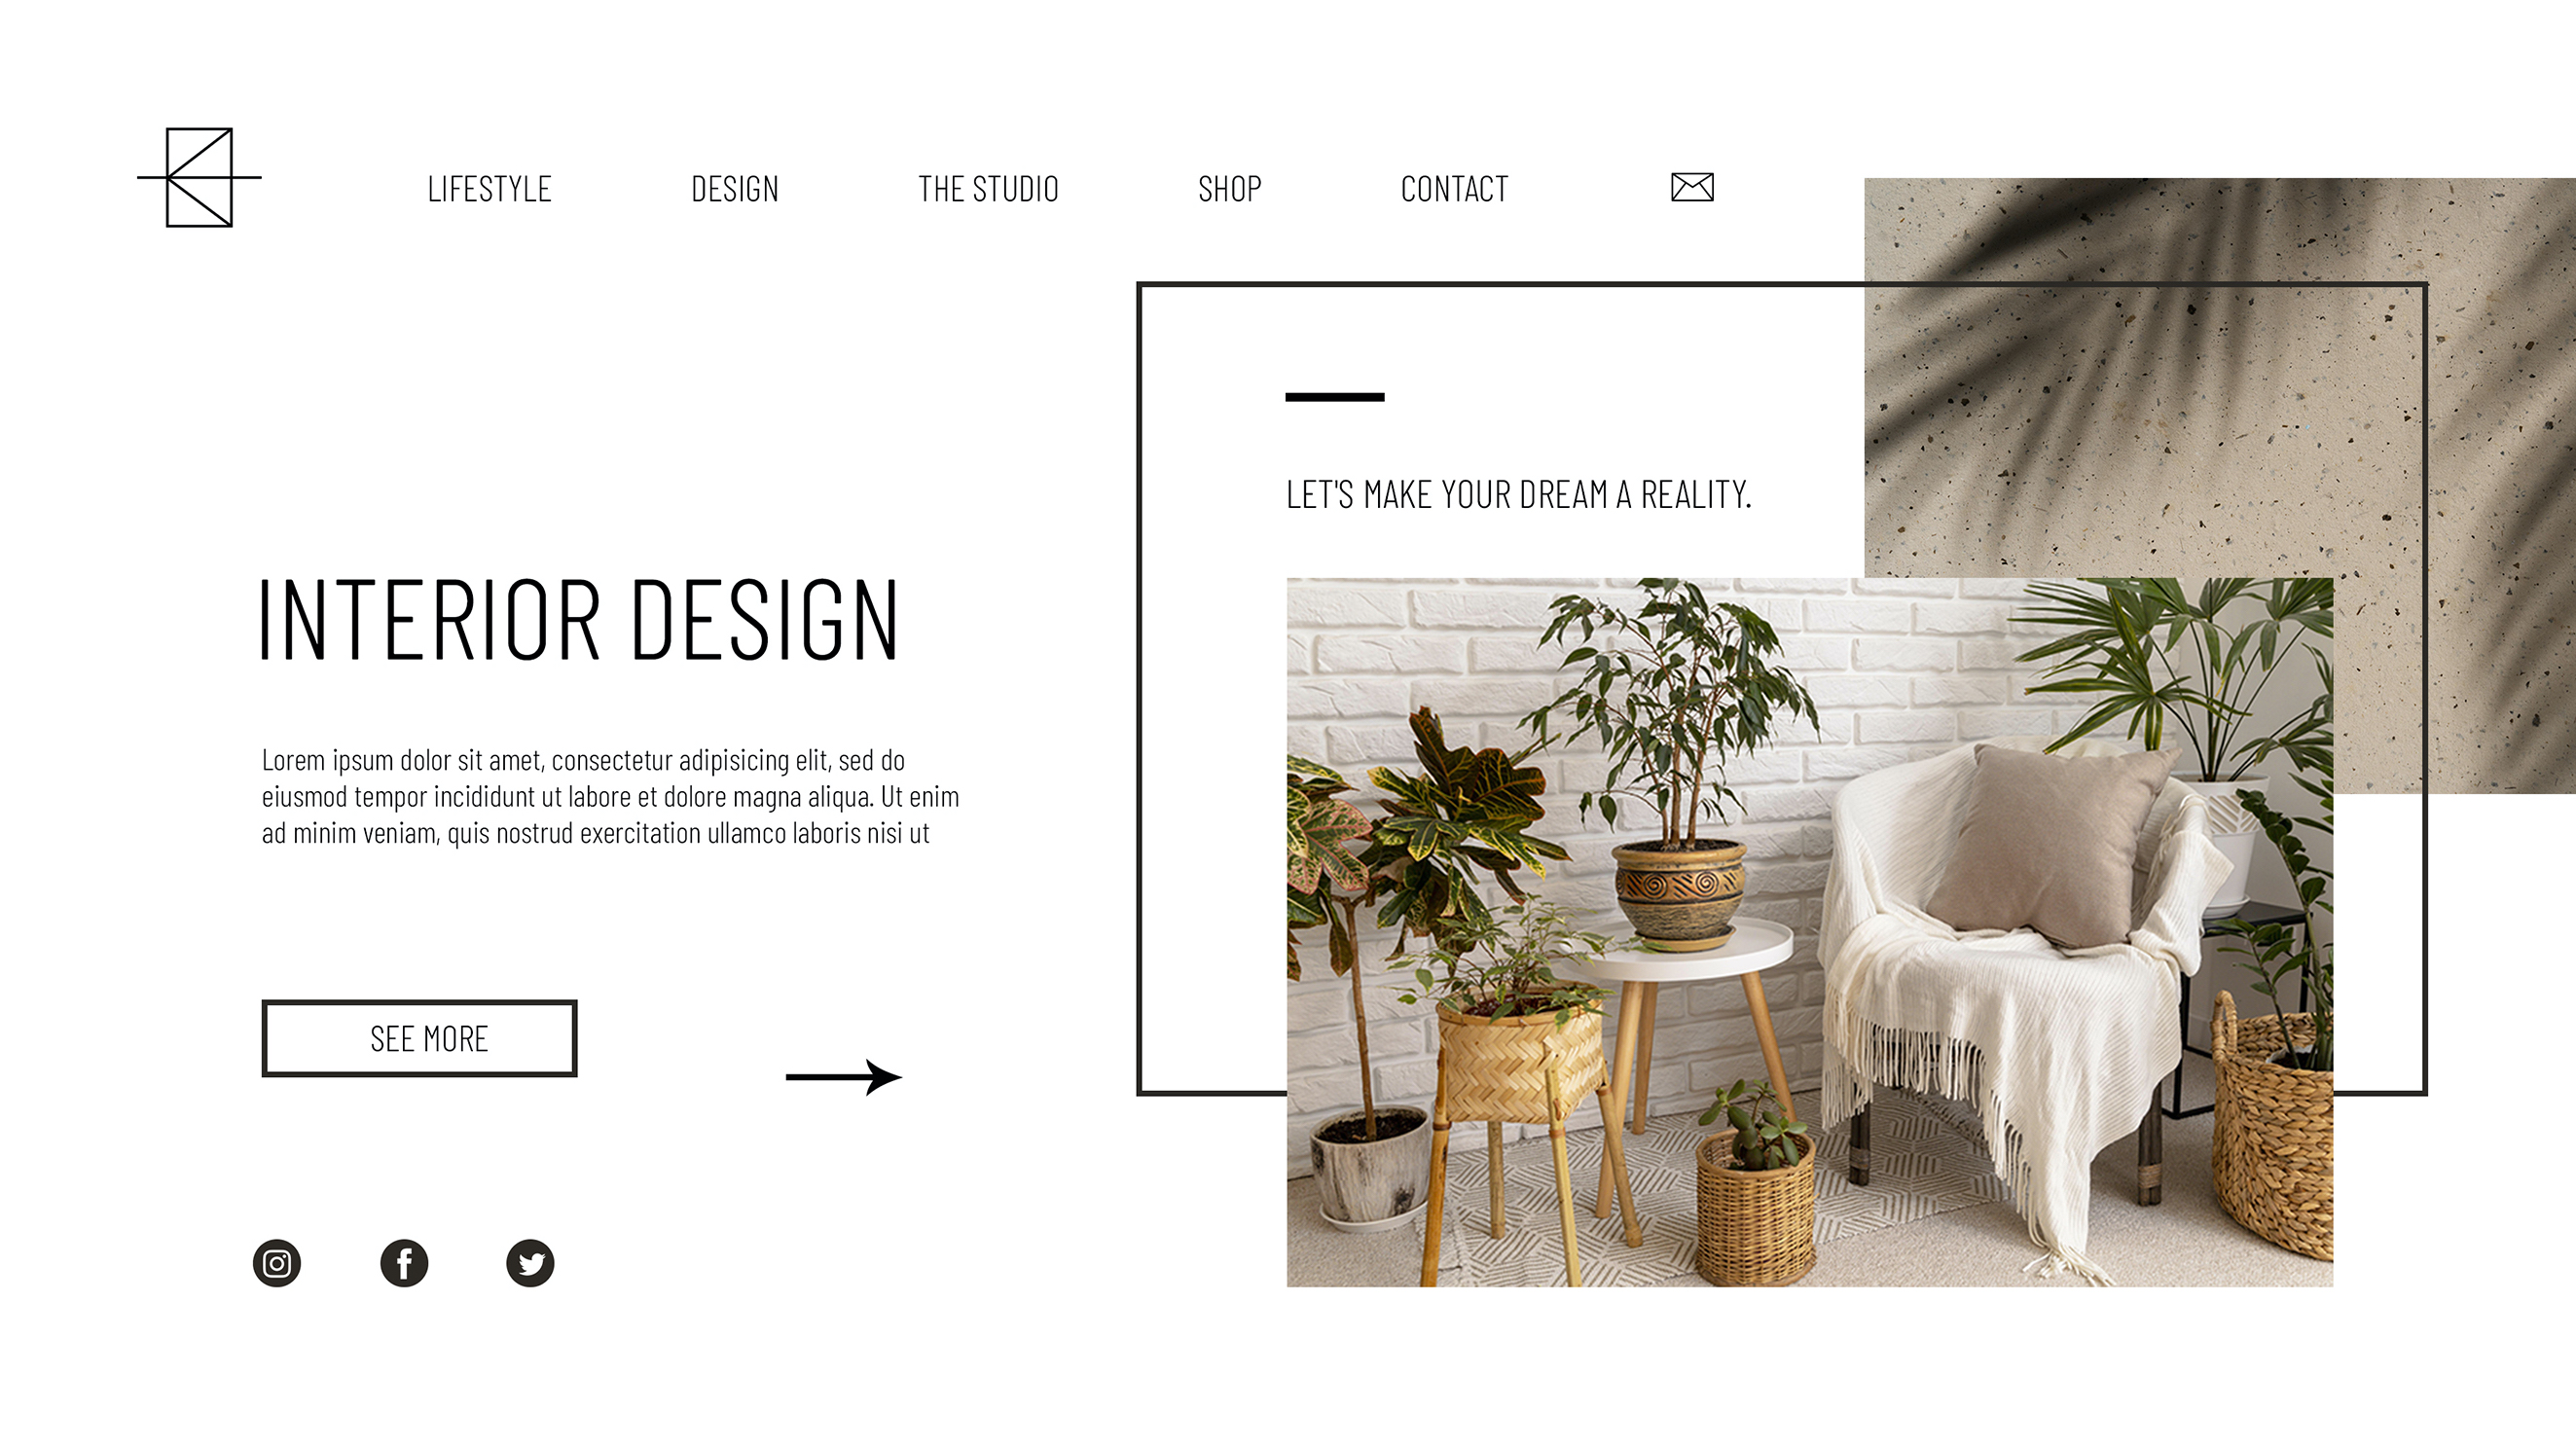 LIFESTYLE
DESIGN
THE STUDIO
SHOP
CONTACT
LET'S MAKE YOUR DREAM A REALITY.
INTERIOR DESIGN
Lorem ipsum dolor sit amet, consectetur adipisicing elit, sed do
eiusmod tempor incididunt ut labore et dolore magna aliqua. Ut enim
ad minim veniam, quis nostrud exercitation ullamco laboris nisi ut
SEE MORE